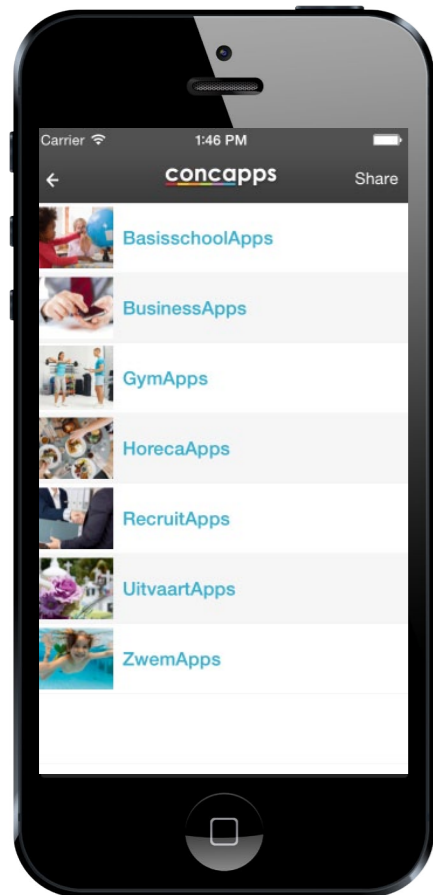 Carrier 1:46 PM
concapps Share
BasisschoolApps
BusinessApps
GymApps
HorecaApps
RecruitApps
UitvaartApps
ZwemApps